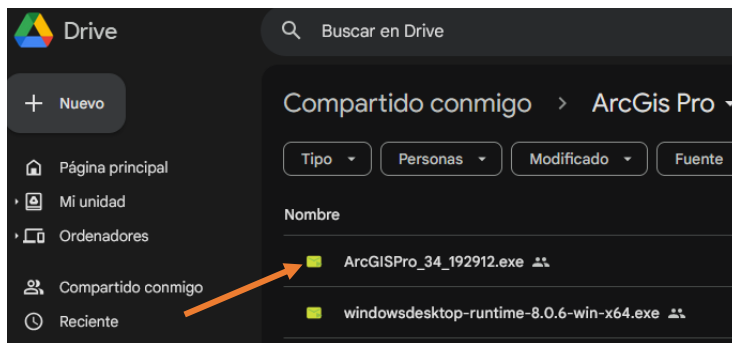 Drive
Buscar en Drive
Nuevo
Página principal
Mi unidad
Ordenadores
Compartido conmigo
Reciente
Compartido conmigo > ArcGis Pro
Tipo Personas Modificado Fuente
Nombre
ArcGISPro_34_192912.exe
windowsdesktop-runtime-8.0.6-win-x64.exe